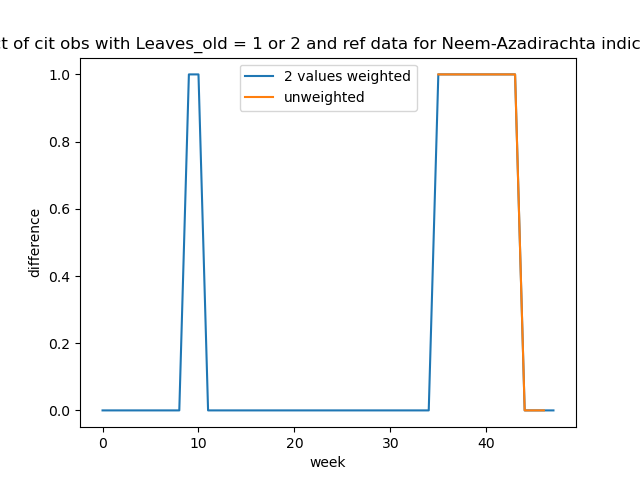 of cit obs with Leaves_old = 1 or 2 and ref data for Neem-Azadirachta
2 values weighted
unweighted
1.0
0.8
0.6
0.4
0.2
0.0
difference
0
10
20
30
40
week